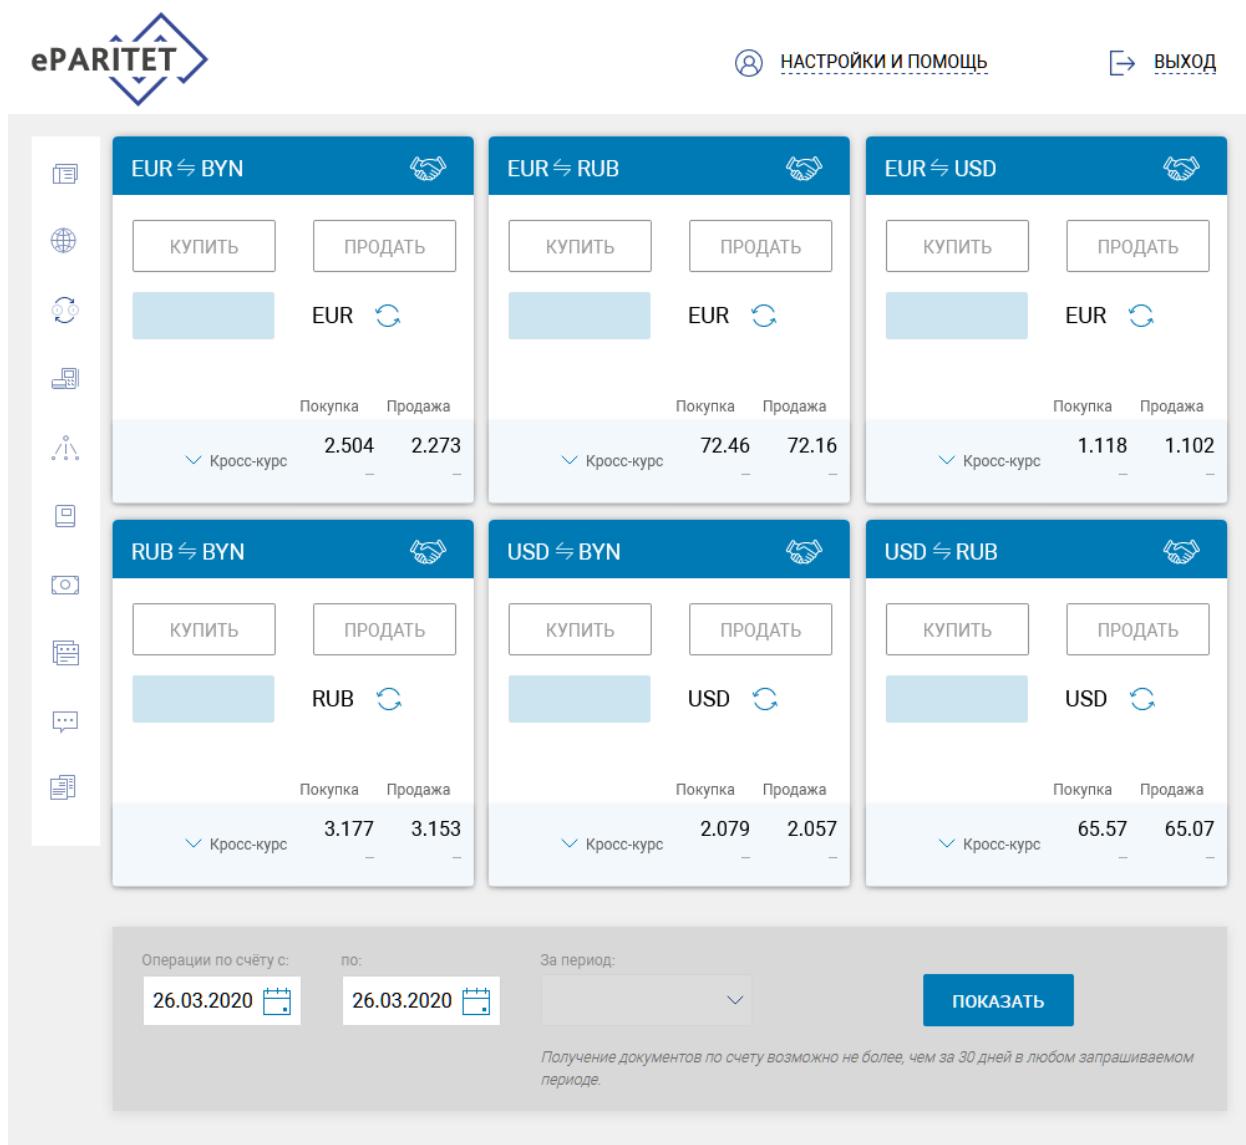 ePARITET
НАСТРОЙКИ И ПОМОЩЬ
ВЫХОД
EUR ⇋ BYN
EUR ⇋ RUB
EUR ⇋ USD
КУПИТЬ ПРОДАТЬ
КУПИТЬ ПРОДАТЬ
КУПИТЬ ПРОДАТЬ
EUR
EUR
EUR
Покупка Продажа
Покупка Продажа
Покупка Продажа
Кросс-курс 2.504 2.273
– –
Кросс-курс 72.46 72.16
– –
Кросс-курс 1.118 1.102
– –
RUB ⇋ BYN
USD ⇋ BYN
USD ⇋ RUB
КУПИТЬ ПРОДАТЬ
КУПИТЬ ПРОДАТЬ
КУПИТЬ ПРОДАТЬ
RUB
USD
USD
Покупка Продажа
Покупка Продажа
Покупка Продажа
Кросс-курс 3.177 3.153
– –
Кросс-курс 2.079 2.057
– –
Кросс-курс 65.57 65.07
– –
Операции по счёту с: по: За период:
26.03.2020 26.03.2020 ПОКАЗАТЬ
Получение документов по счету возможно не более, чем за 30 дней в любом запрашиваемом
периоде.